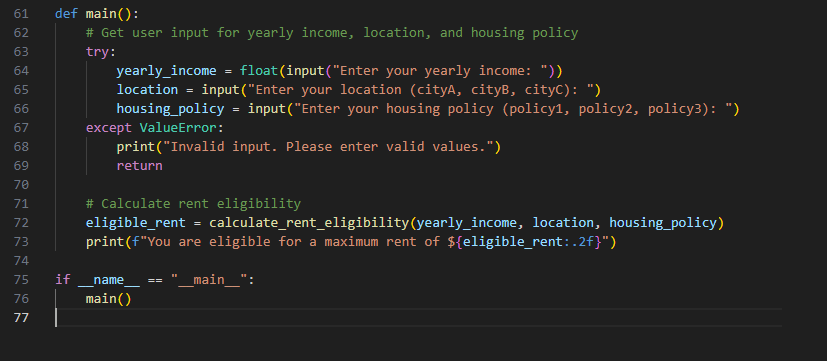 61 def main():
62     # Get user input for yearly income, location, and housing policy
63     try:
64         yearly_income = float(input("Enter your yearly income: "))
65         location = input("Enter your location (cityA, cityB, cityC): ")
66         housing_policy = input("Enter your housing policy (policy1, policy2, policy3): ")
67     except ValueError:
68         print("Invalid input. Please enter valid values.")
69         return
70
71     # Calculate rent eligibility
72     eligible_rent = calculate_rent_eligibility(yearly_income, location, housing_policy)
73     print(f"You are eligible for a maximum rent of ${eligible_rent:.2f}")
74
75 if __name__ == "__main__":
76     main()
77